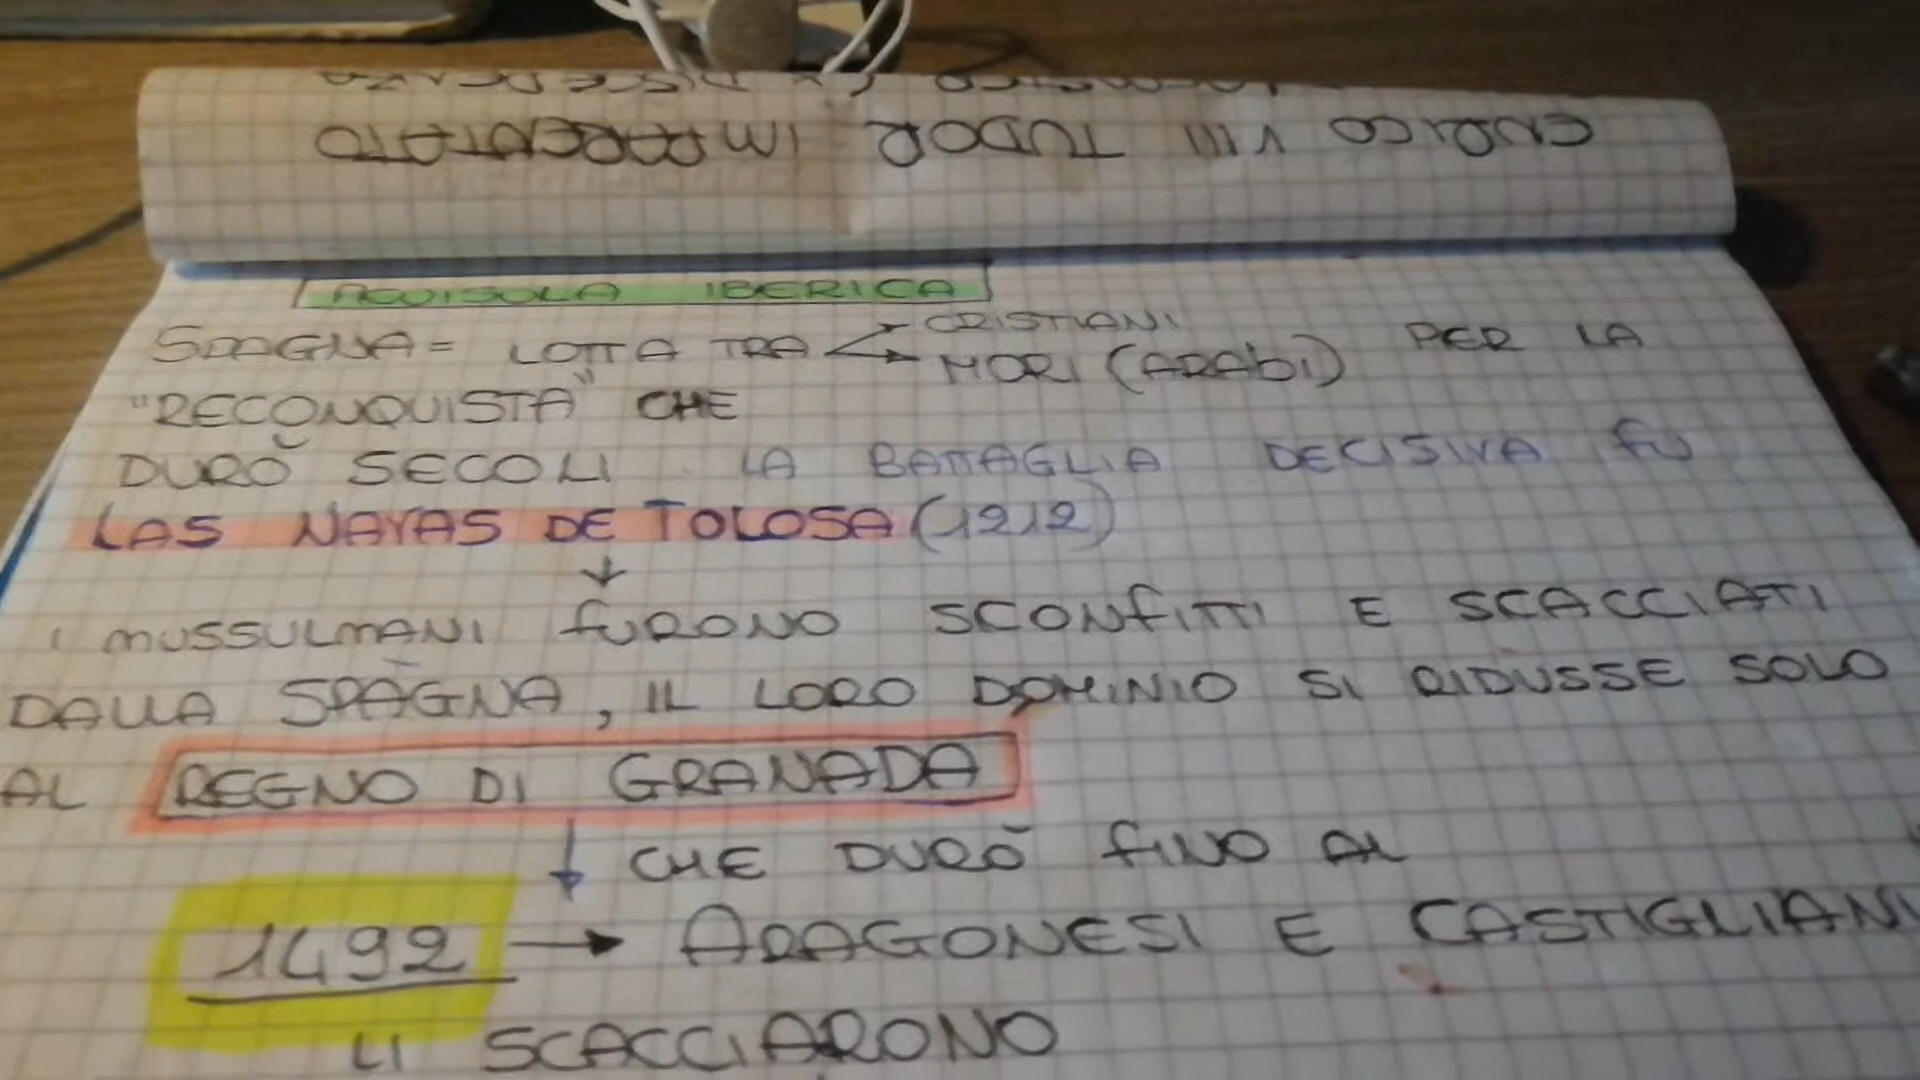 ENRICO VIII TUDOR IMPARENTATO
PENISOLA IBERICA
SPAGNA = LOTTA TRA CRISTIANI
MORI (ARABI) PER LA
"RECONQUISTA" CHE
DURÒ SECOLI. LA BATTAGLIA DECISIVA FU
LAS NAVAS DE TOLOSA (1212)
I MUSSULMANI FURONO SCONFITTI E SCACCIATI
DALLA SPAGNA, IL LORO DOMINIO SI RIDUSSE SOLO
AL REGNO DI GRANADA
CHE DURÒ FINO AL
1492 → ARAGONESI E CASTIGLIANI
LI SCACCIARONO